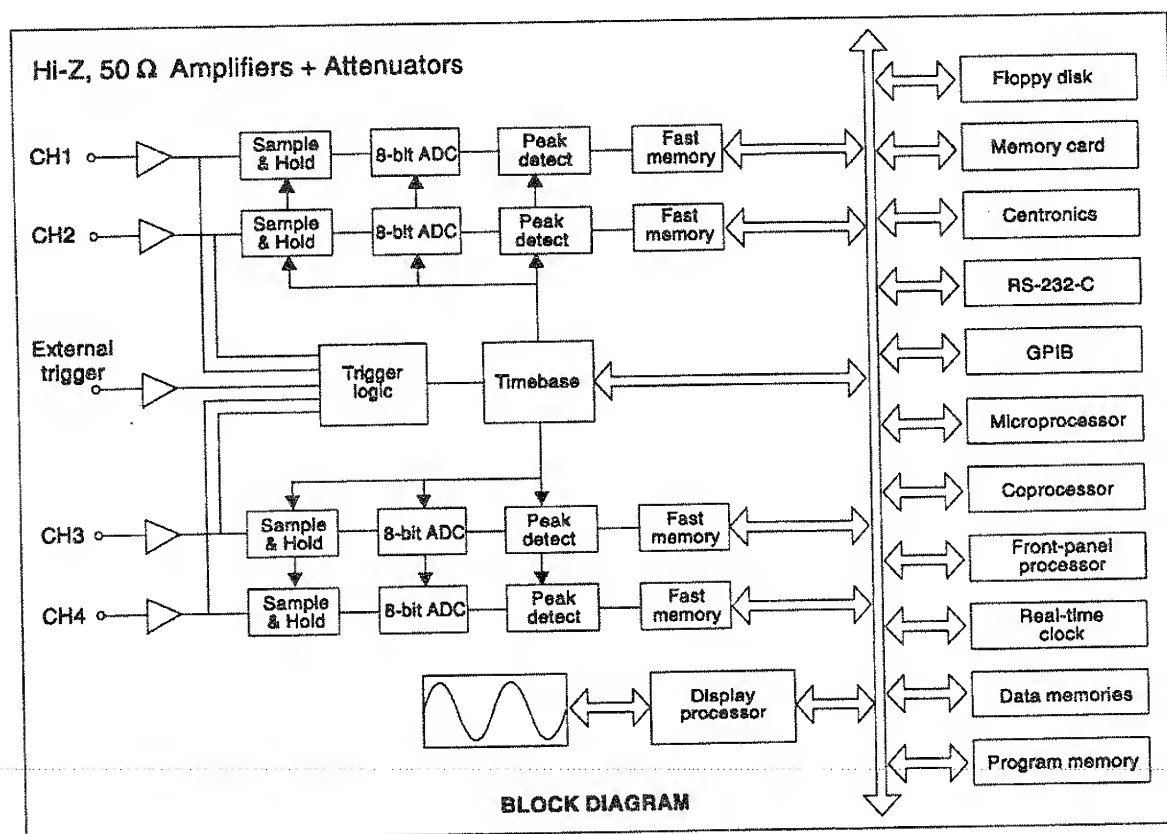 Hi-Z, 50 Ω Amplifiers + Attenuators
CH1
Sample
& Hold
8-bit ADC
Peak
detect
Fast
memory
CH2
Sample
& Hold
8-bit ADC
Peak
detect
Fast
memory
External
trigger
Trigger
logic
Timebase
CH3
Sample
& Hold
8-bit ADC
Peak
detect
Fast
memory
CH4
Sample
& Hold
8-bit ADC
Peak
detect
Fast
memory
Display
processor
Floppy disk
Memory card
Centronics
RS-232-C
GPIB
Microprocessor
Coprocessor
Front-panel
processor
Real-time
clock
Data memories
Program memory
BLOCK DIAGRAM